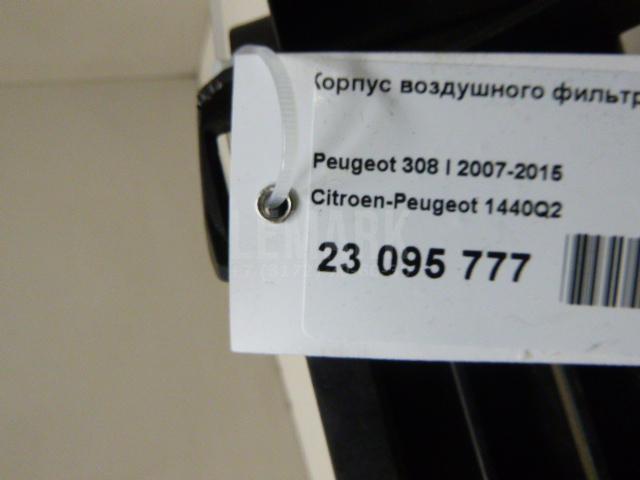 Корпус воздушного фильтр
Peugeot 308 I 2007-2015
Citroen-Peugeot 1440Q2
23 095 777